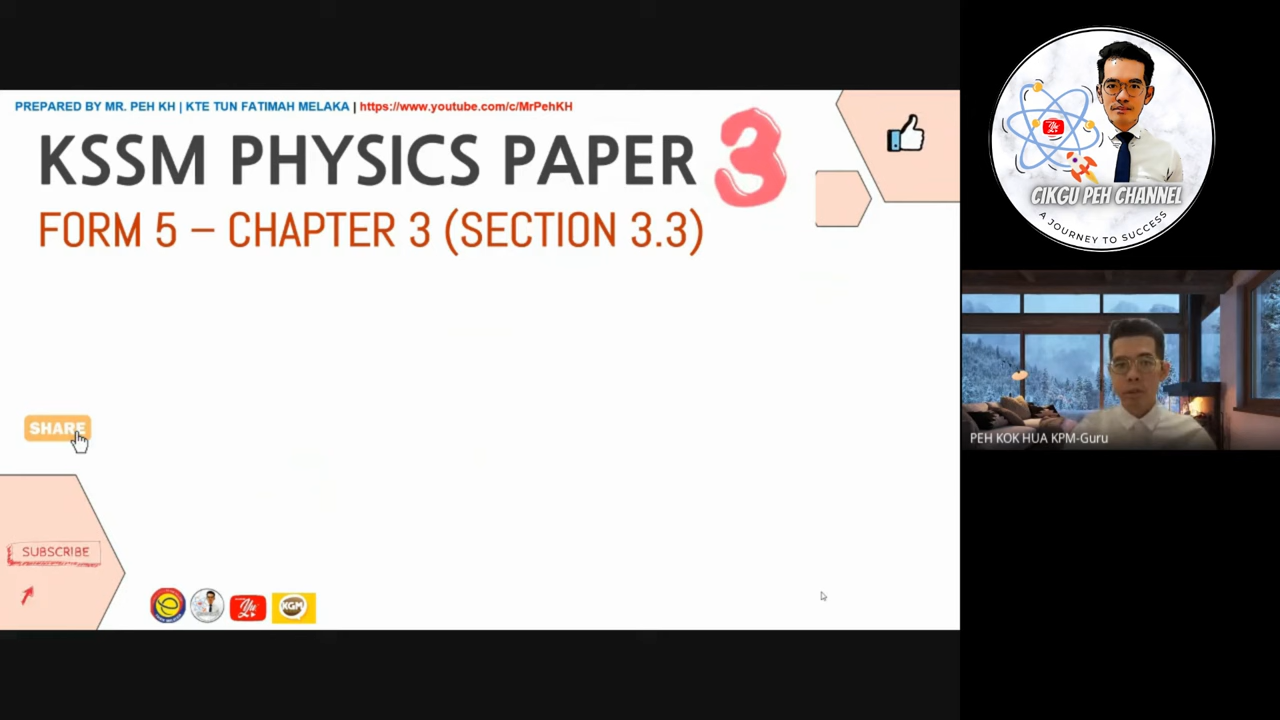 PREPARED BY MR. PEH KH | KTE TUN FATIMAH MELAKA | https://www.youtube.com/c/MrPehKH
KSSM PHYSICS PAPER 3
FORM 5 – CHAPTER 3 (SECTION 3.3)
SHARE
SUBSCRIBE
XGM
CIKGU PEH CHANNEL
A JOURNEY TO SUCCESS
PEH KOK HUA KPM-Guru